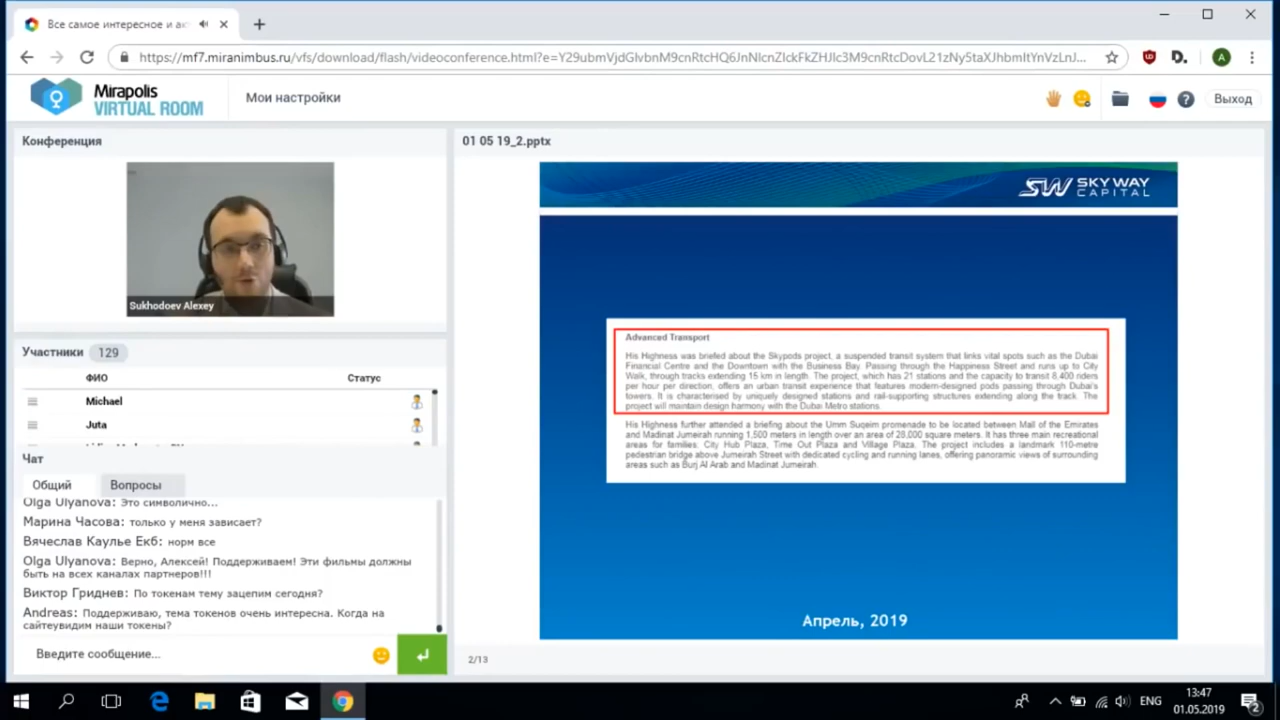 Все самое интересное и ак
https://mf7.miranimbus.ru/vfs/download/flash/videoconference.html?e=Y29ubmVjdGlvbnM9cnRtcHQ6JnNlcnZlckFkZHJlc3M9cnRtcDovL21zNy5taXJhbmltYnVzLnJ...
Mirapolis
VIRTUAL ROOM
Мои настройки
Выход
Конференция
01 05 19_2.pptx
Sukhodoev Alexey
Участники 129
ФИО Статус
Michael
Juta
Чат
Общий Вопросы
Olga Ulyanova: Это символично...
Марина Часова: только у меня зависает?
Вячеслав Каулье Екб: норм все
Olga Ulyanova: Верно, Алексей! Поддерживаем! Эти фильмы должны
быть на всех каналах партнеров!!!
Виктор Гриднев: По токенам тему зацепим сегодня?
Andreas: Поддерживаю, тема токенов очень интересна. Когда на
сайтеувидим наши токены?
Введите сообщение...
SW SKY WAY
CAPITAL
Advanced Transport
His Highness was briefed about the Skypods project, a suspended transit system that links vital spots such as the Dubai
Financial Centre and the Downtown with the Business Bay. Passing through the Happiness Street and runs up to City
Walk, through tracks extending 15 km in length. The project, which has 21 stations and the capacity to transit 8,400 riders
per hour per direction, offers an urban transit experience that features modern-designed pods passing through Dubai's
towers. It is characterised by uniquely designed stations and rail-supporting structures extending along the track. The
project will maintain design harmony with the Dubai Metro stations.
His Highness further attended a briefing about the Umm Suqeim promenade to be located between Mall of the Emirates
and Madinat Jumeirah running 1,500 meters in length over an area of 28,000 square meters. It has three main recreational
areas for families: City Hub Plaza, Time Out Plaza and Village Plaza. The project includes a landmark 110-metre
pedestrian bridge above Jumeirah Street with dedicated cycling and running lanes, offering panoramic views of surrounding
areas such as Burj Al Arab and Madinat Jumeirah.
Апрель, 2019
2/13
ENG
13:47
01.05.2019
2